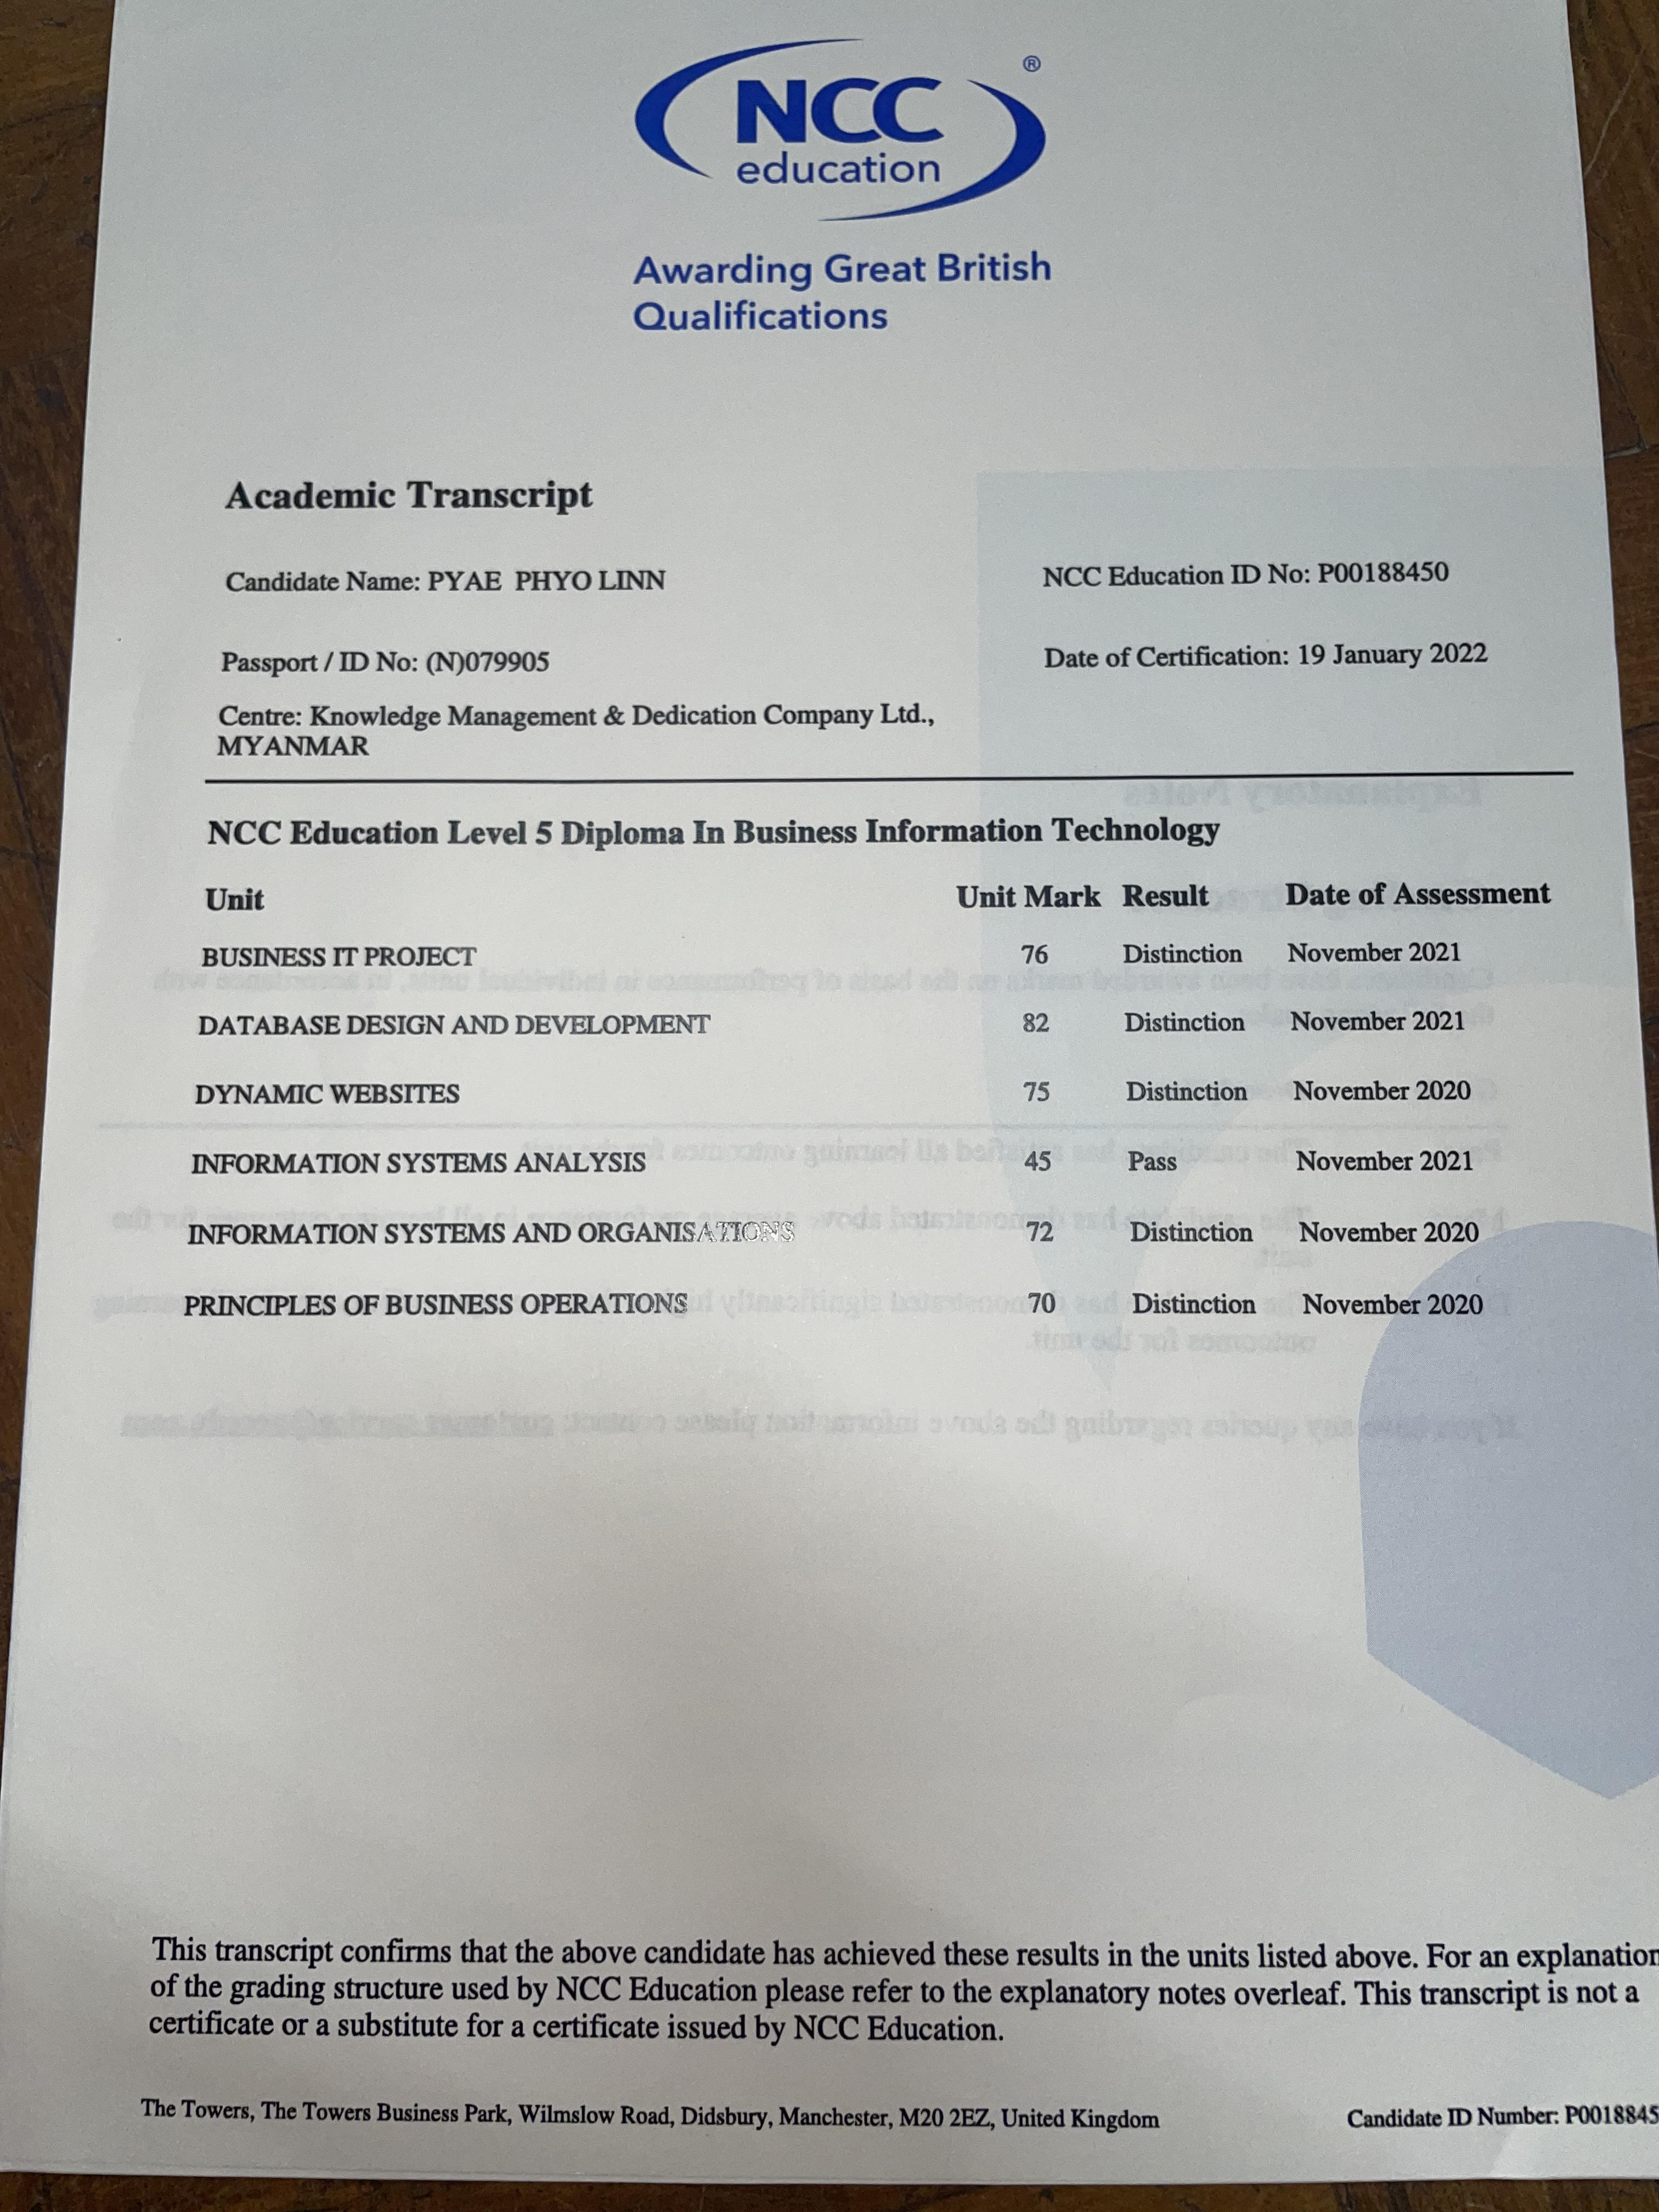 NCC
education
®
Awarding Great British
Qualifications
Academic Transcript
Candidate Name: PYAE PHYO LINN
NCC Education ID No: P00188450
Passport / ID No: (N)079905
Date of Certification: 19 January 2022
Centre: Knowledge Management & Dedication Company Ltd.,
MYANMAR
NCC Education Level 5 Diploma In Business Information Technology
Unit Unit Mark Result Date of Assessment
BUSINESS IT PROJECT 76 Distinction November 2021
DATABASE DESIGN AND DEVELOPMENT 82 Distinction November 2021
DYNAMIC WEBSITES 75 Distinction November 2020
INFORMATION SYSTEMS ANALYSIS 45 Pass November 2021
INFORMATION SYSTEMS AND ORGANISATIONS 72 Distinction November 2020
PRINCIPLES OF BUSINESS OPERATIONS 70 Distinction November 2020
This transcript confirms that the above candidate has achieved these results in the units listed above. For an explanation
of the grading structure used by NCC Education please refer to the explanatory notes overleaf. This transcript is not a
certificate or a substitute for a certificate issued by NCC Education.
The Towers, The Towers Business Park, Wilmslow Road, Didsbury, Manchester, M20 2EZ, United Kingdom
Candidate ID Number: P0018845